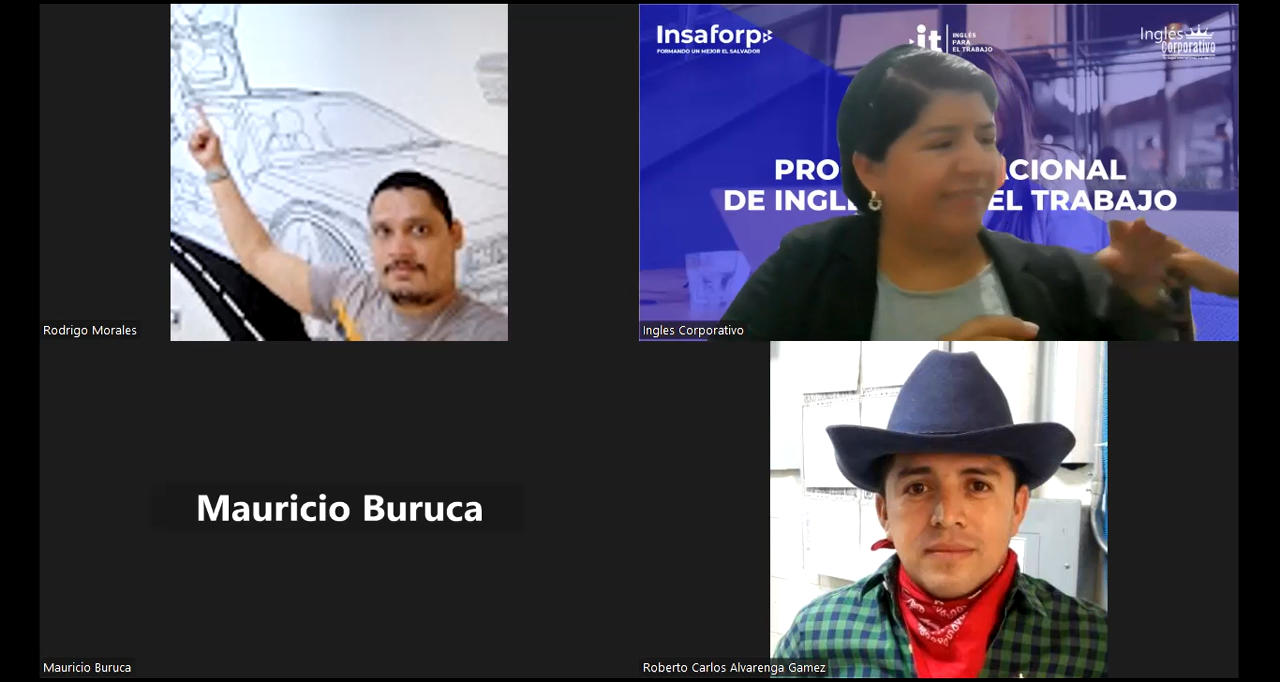 Insaforp
FORMANDO UN MEJOR EL SALVADOR
it
INGLÉS
PARA
EL TRABAJO
Inglés
Corporativo
PRO CIONAL
DE INGL EL TRABAJO
Rodrigo Morales
Ingles Corporativo
Mauricio Buruca
Mauricio Buruca
Roberto Carlos Alvarenga Gamez